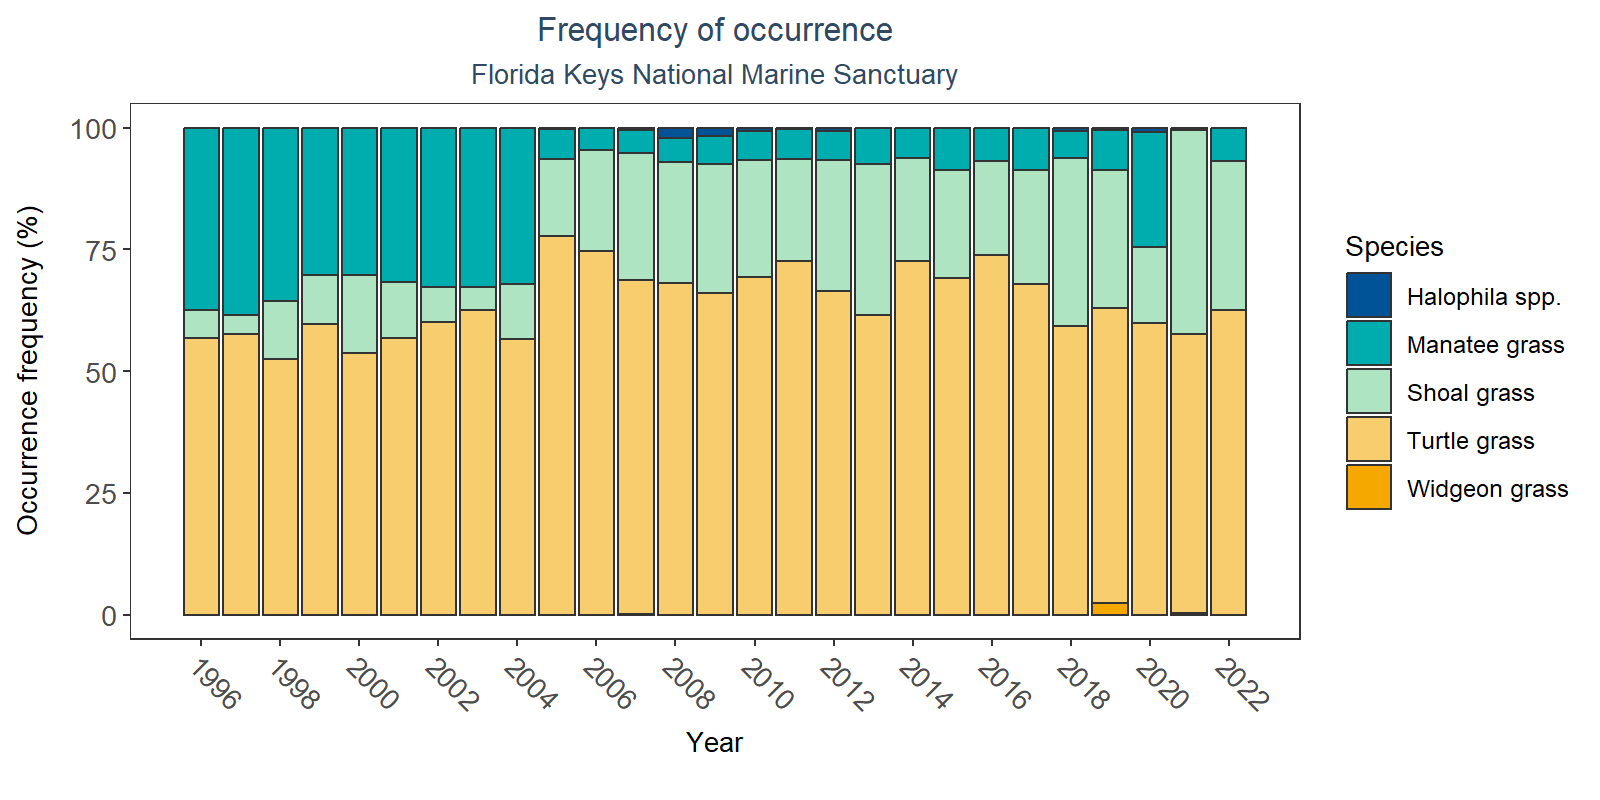 Frequency of occurrence
Florida Keys National Marine Sanctuary
Occurrence frequency (%)
100
75
50
25
0
1996
1998
2000
2002
2004
2006
2008
2010
2012
2014
2016
2018
2020
2022
Year
Species
Halophila spp.
Manatee grass
Shoal grass
Turtle grass
Widgeon grass